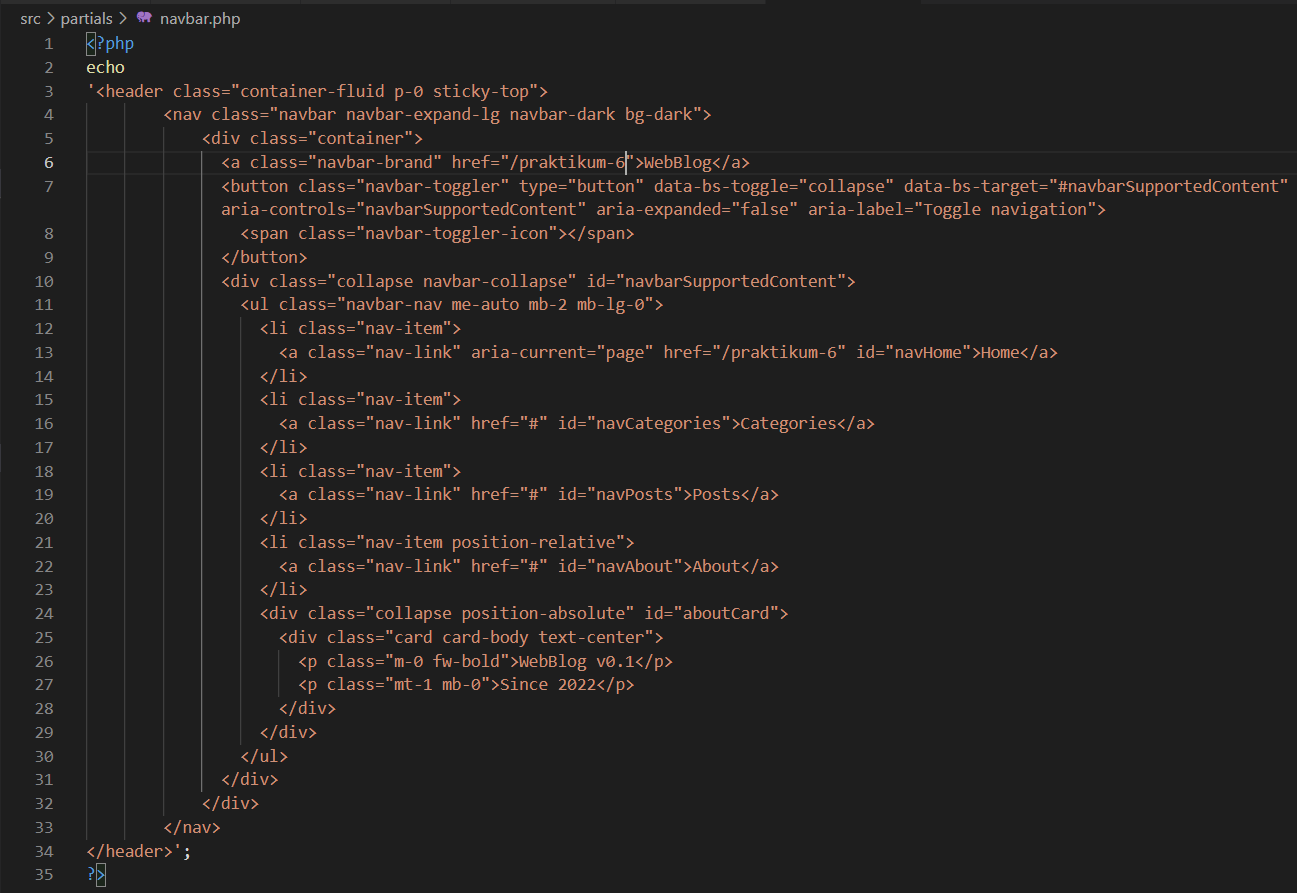 src > partials > navbar.php
1 <?php
2 echo
3 '<header class="container-fluid p-0 sticky-top">
4 <nav class="navbar navbar-expand-lg navbar-dark bg-dark">
5 <div class="container">
6 <a class="navbar-brand" href="/praktikum-6">WebBlog</a>
7 <button class="navbar-toggler" type="button" data-bs-toggle="collapse" data-bs-target="#navbarSupportedContent"
aria-controls="navbarSupportedContent" aria-expanded="false" aria-label="Toggle navigation">
8 <span class="navbar-toggler-icon"></span>
9 </button>
10 <div class="collapse navbar-collapse" id="navbarSupportedContent">
11 <ul class="navbar-nav me-auto mb-2 mb-lg-0">
12 <li class="nav-item">
13 <a class="nav-link" aria-current="page" href="/praktikum-6" id="navHome">Home</a>
14 </li>
15 <li class="nav-item">
16 <a class="nav-link" href="#" id="navCategories">Categories</a>
17 </li>
18 <li class="nav-item">
19 <a class="nav-link" href="#" id="navPosts">Posts</a>
20 </li>
21 <li class="nav-item position-relative">
22 <a class="nav-link" href="#" id="navAbout">About</a>
23 </li>
24 <div class="collapse position-absolute" id="aboutCard">
25 <div class="card card-body text-center">
26 <p class="m-0 fw-bold">WebBlog v0.1</p>
27 <p class="mt-1 mb-0">Since 2022</p>
28 </div>
29 </div>
30 </ul>
31 </div>
32 </div>
33 </nav>
34 </header>';
35 ?>